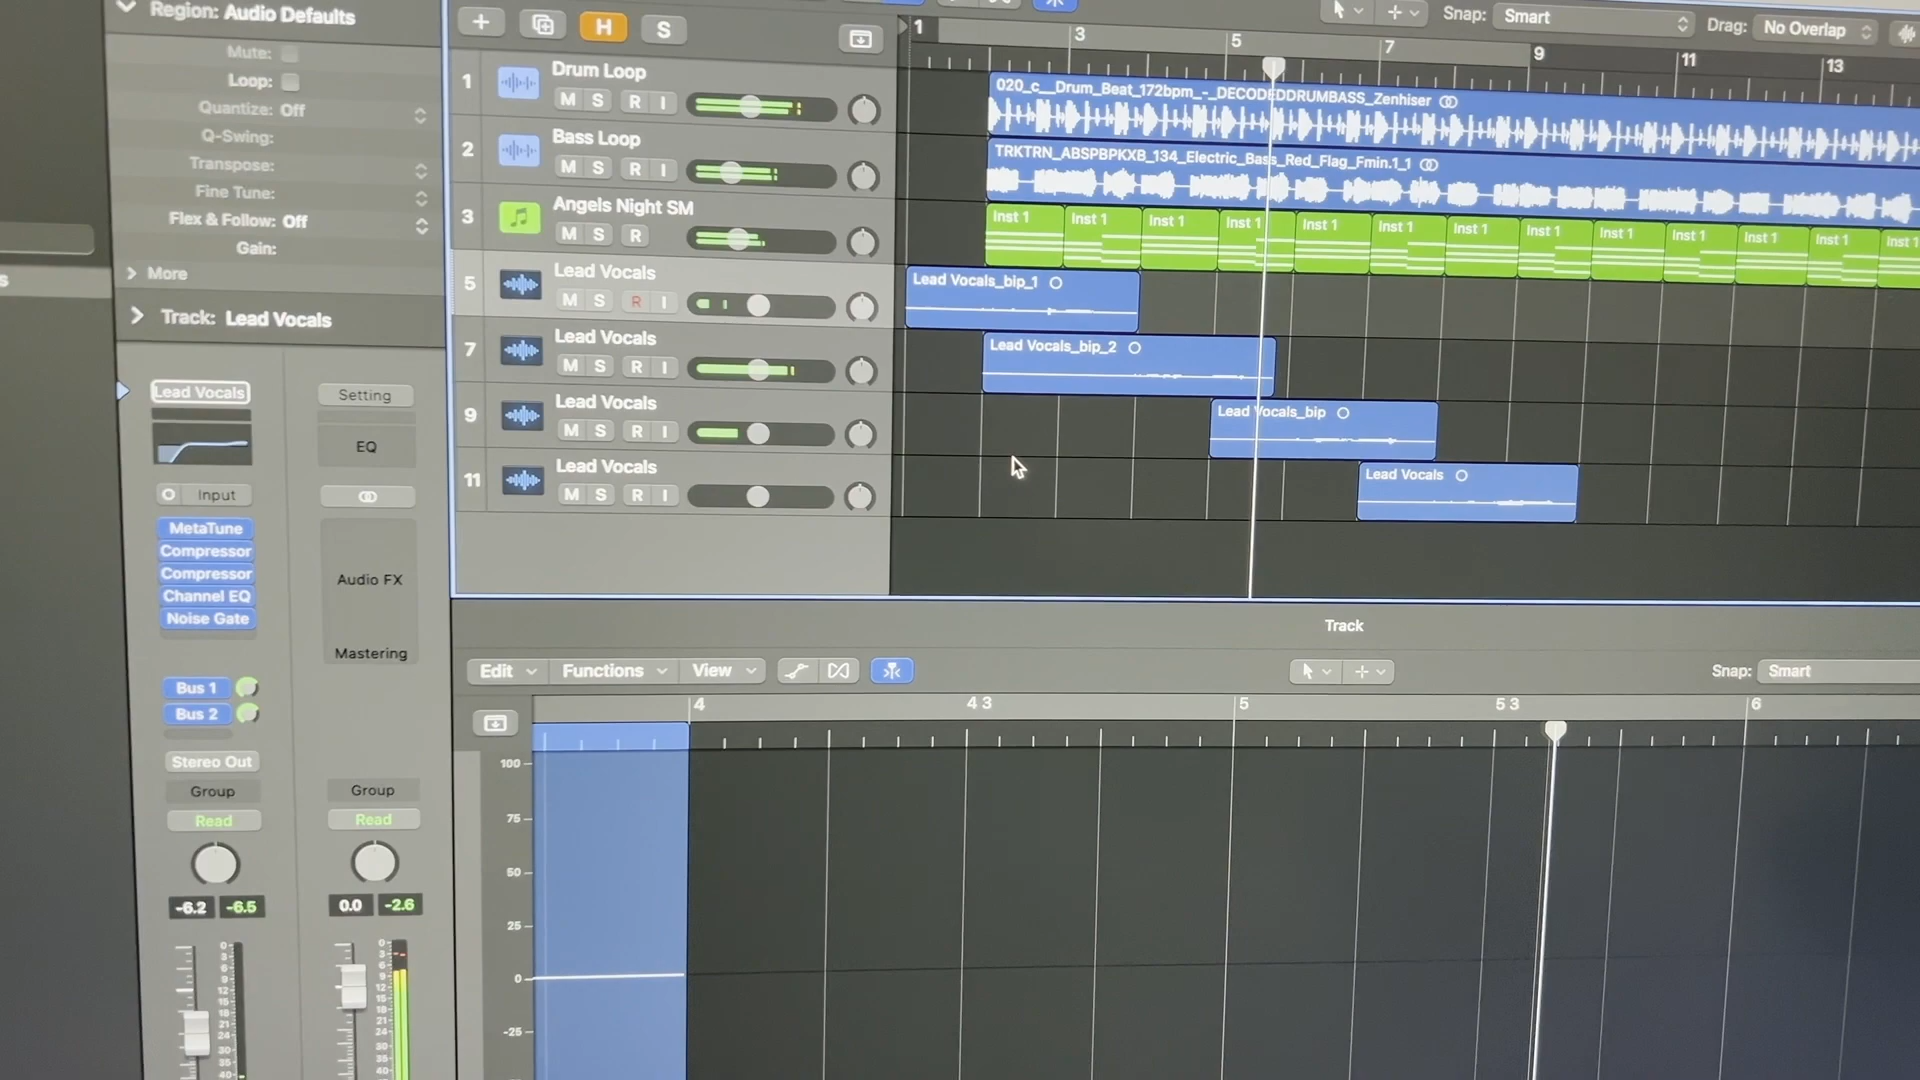 Region: Audio Defaults
Mute:
Loop:
Quantize: Off
Q-Swing:
Transpose:
Fine Tune:
Flex & Follow: Off
Gain:
More
Track: Lead Vocals
Lead Vocals
Setting
EQ
Input
MetaTune
Compressor
Compressor
Channel EQ
Noise Gate
Audio FX
Mastering
Bus 1
Bus 2
Stereo Out
Group
Group
Read
Read
-6.2 -6.5
0.0 -2.6
H S
Snap: Smart
Drag: No Overlap
1 3 5 7 9 11 13
1 Drum Loop
M S R I
2 Bass Loop
M S R I
3 Angels Night SM
M S R
5 Lead Vocals
M S R I
7 Lead Vocals
M S R I
9 Lead Vocals
M S R I
11 Lead Vocals
M S R I
020_c__Drum_Beat_172bpm_-_DECODEDDRUMBASS_Zenhiser
TRKTRN_ABSPBPKXB_134_Electric_Bass_Red_Flag_Fmin.1_1
Inst 1 Inst 1 Inst 1 Inst 1 Inst 1 Inst 1 Inst 1 Inst 1 Inst 1 Inst 1 Inst 1 Inst 1 Inst 1
Lead Vocals_bip_1
Lead Vocals_bip_2
Lead Vocals_bip
Lead Vocals
Track
Edit Functions View
Snap: Smart
4 4 3 5 5 3 6
100
75
50
25
0
-25